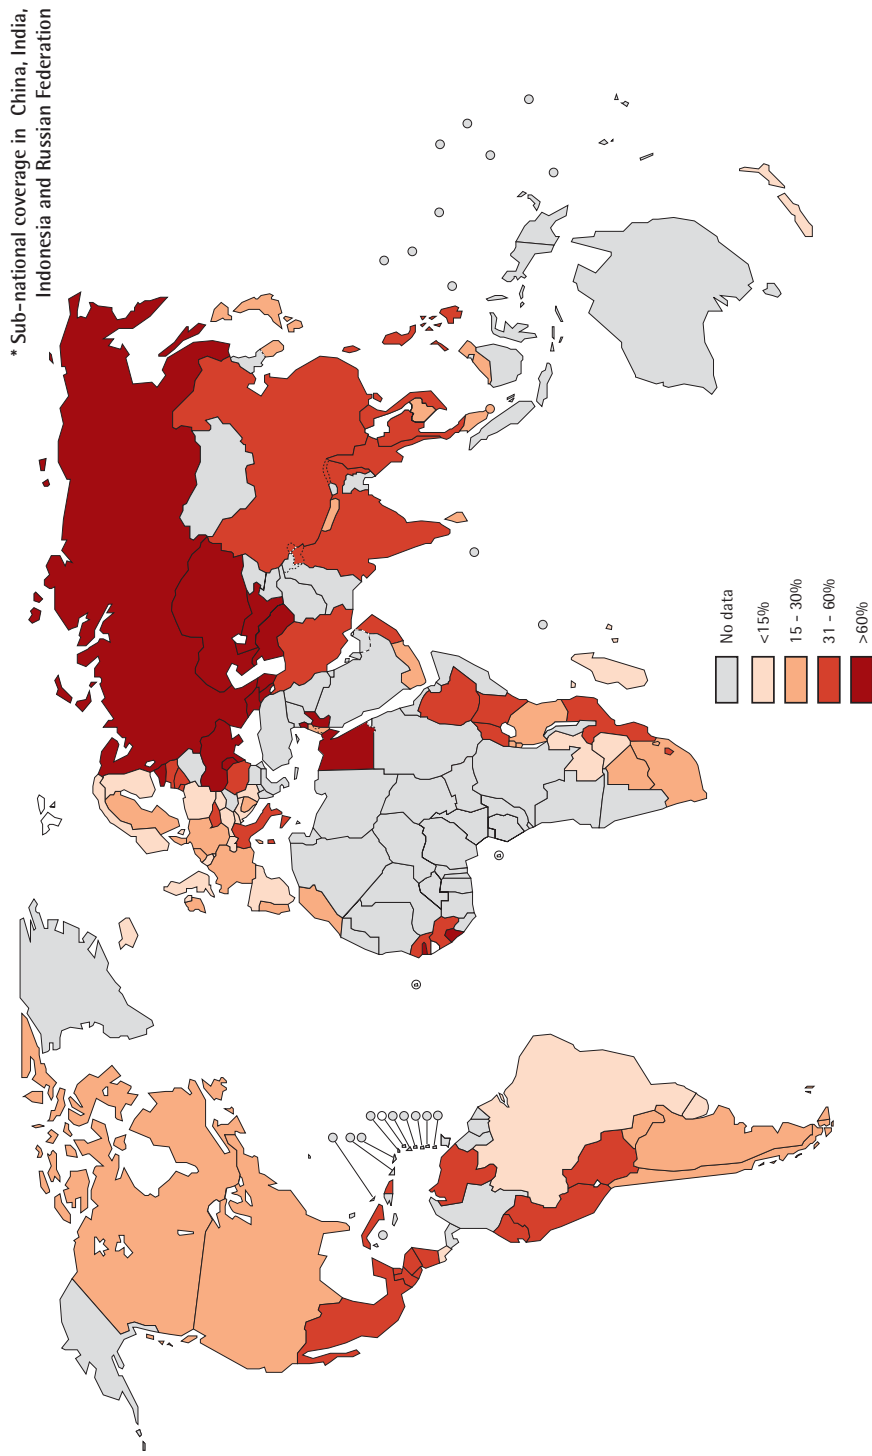 * Sub-national coverage in China, India,
Indonesia and Russian Federation
No data
<15%
15 - 30%
31 - 60%
>60%
@
@